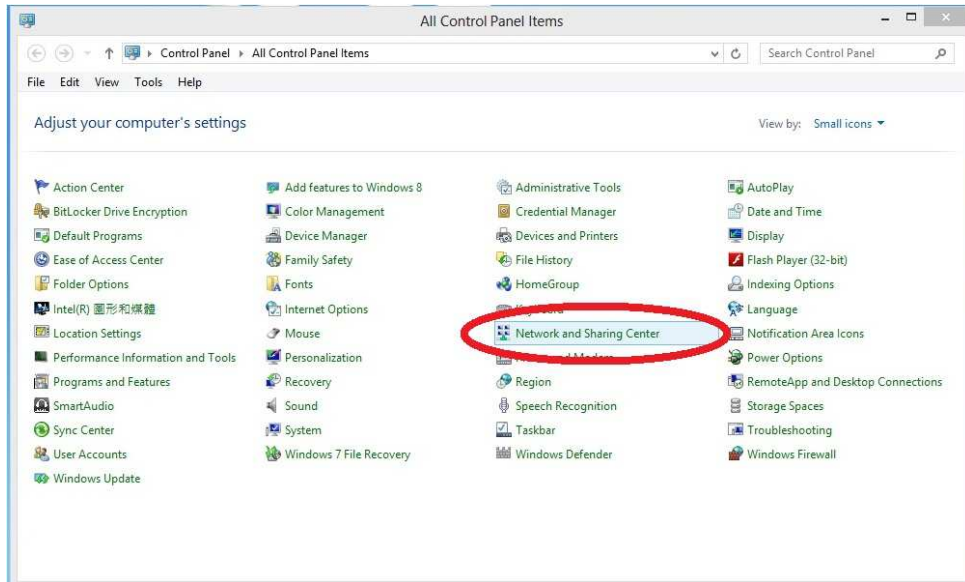 All Control Panel Items
Control Panel All Control Panel Items Search Control Panel
File Edit View Tools Help
Adjust your computer's settings View by: Small icons
Action Center Add features to Windows 8 Administrative Tools AutoPlay
BitLocker Drive Encryption Color Management Credential Manager Date and Time
Default Programs Device Manager Devices and Printers Display
Ease of Access Center Family Safety File History Flash Player (32-bit)
Folder Options Fonts HomeGroup Indexing Options
Intel(R) 圖形和媒體 Internet Options Keyboard Language
Location Settings Mouse Network and Sharing Center Notification Area Icons
Performance Information and Tools Personalization Phone and Modem Power Options
Programs and Features Recovery Region RemoteApp and Desktop Connections
SmartAudio Sound Speech Recognition Storage Spaces
Sync Center System Taskbar Troubleshooting
User Accounts Windows 7 File Recovery Windows Defender Windows Firewall
Windows Update